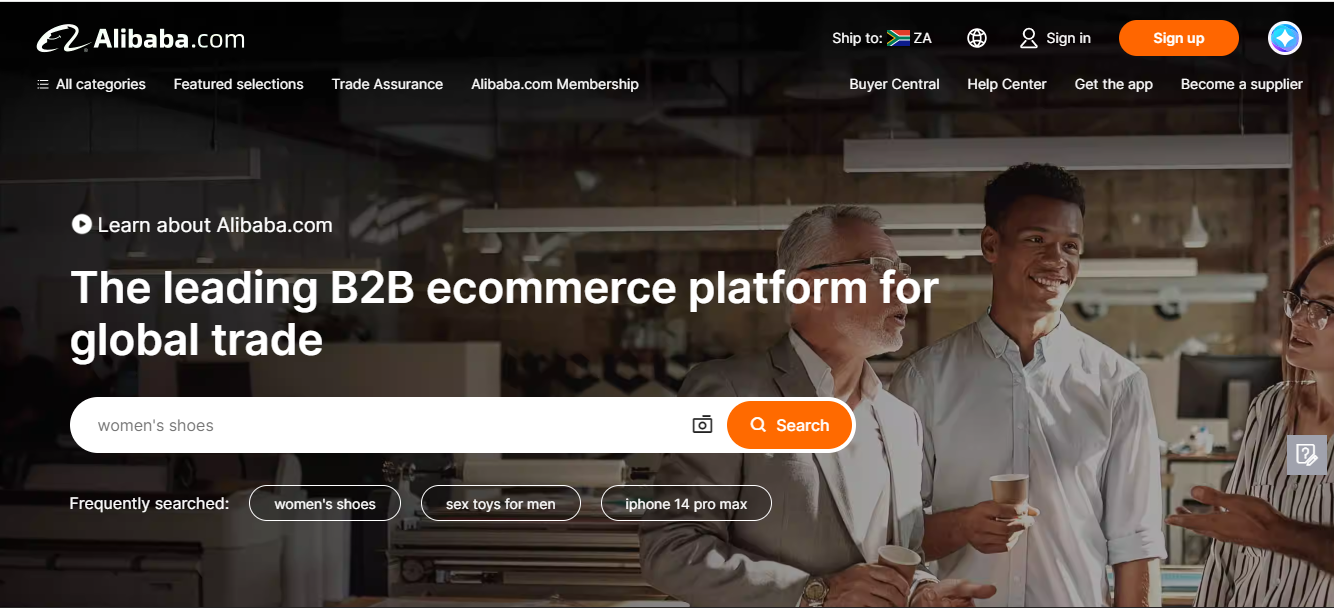 Alibaba.com
Ship to: ZA
Sign in
Sign up
All categories
Featured selections
Trade Assurance
Alibaba.com Membership
Buyer Central
Help Center
Get the app
Become a supplier
Learn about Alibaba.com
The leading B2B ecommerce platform for
global trade
women's shoes
Search
Frequently searched:
women's shoes
sex toys for men
iphone 14 pro max